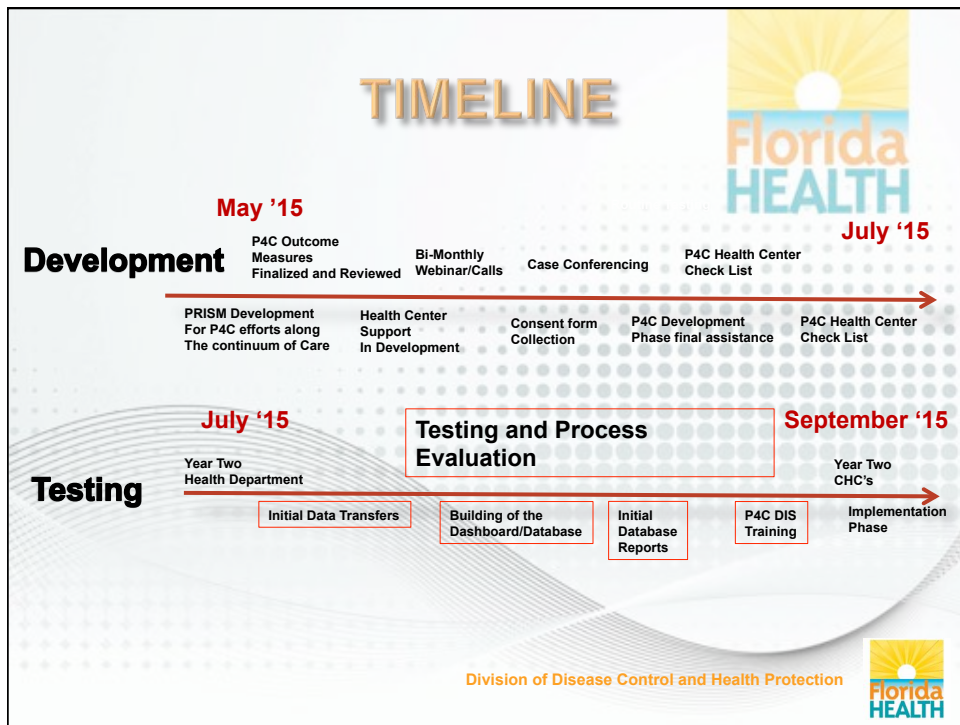 TIMELINE
Florida
HEALTH
May '15
July '15
Development
P4C Outcome
Measures
Finalized and Reviewed
Bi-Monthly
Webinar/Calls
Case Conferencing
P4C Health Center
Check List
PRISM Development
For P4C efforts along
The continuum of Care
Health Center
Support
In Development
Consent form
Collection
P4C Development
Phase final assistance
P4C Health Center
Check List
July '15
Testing and Process
Evaluation
September '15
Testing
Year Two
Health Department
Year Two
CHC's
Initial Data Transfers
Building of the
Dashboard/Database
Initial
Database
Reports
P4C DIS
Training
Implementation
Phase
Division of Disease Control and Health Protection
Florida
HEALTH